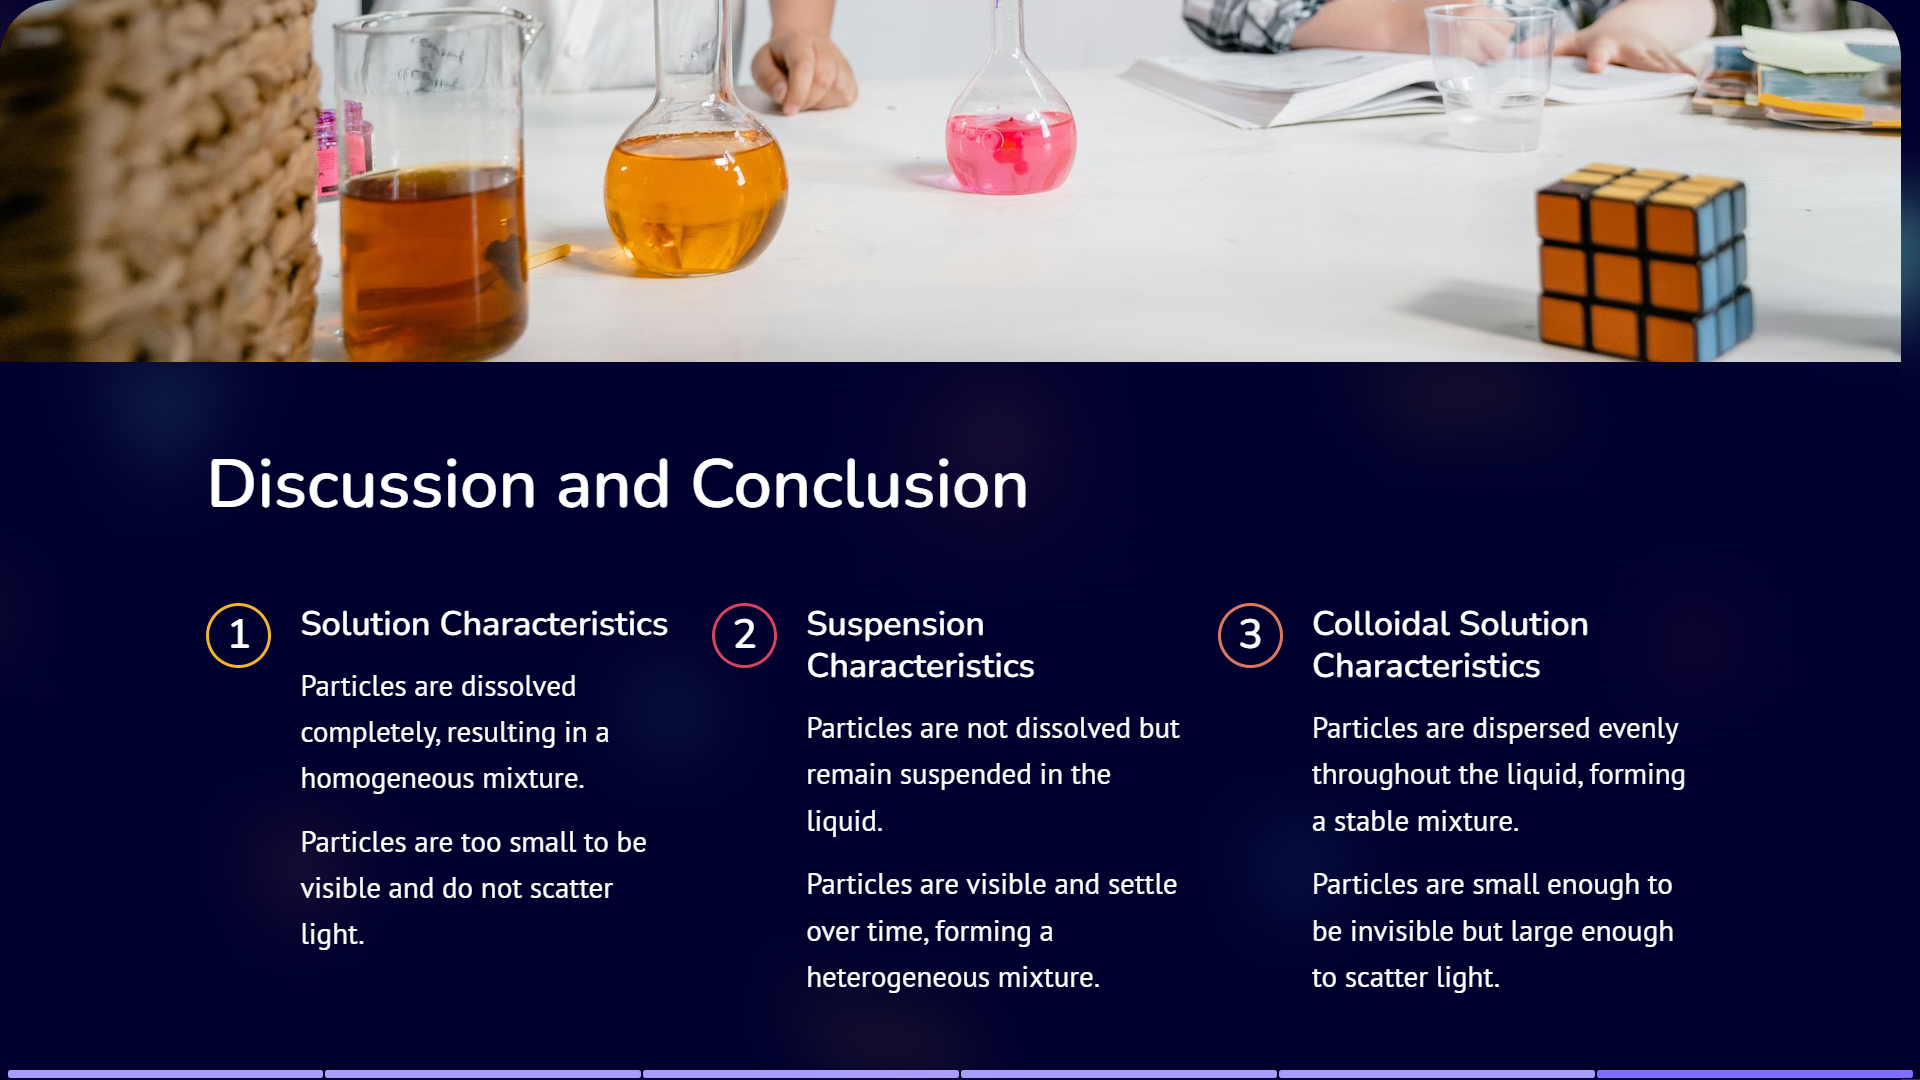 Discussion and Conclusion
1
Solution Characteristics
Particles are dissolved
completely, resulting in a
homogeneous mixture.
Particles are too small to be
visible and do not scatter
light.
2
Suspension
Characteristics
Particles are not dissolved but
remain suspended in the
liquid.
Particles are visible and settle
over time, forming a
heterogeneous mixture.
3
Colloidal Solution
Characteristics
Particles are dispersed evenly
throughout the liquid, forming
a stable mixture.
Particles are small enough to
be invisible but large enough
to scatter light.